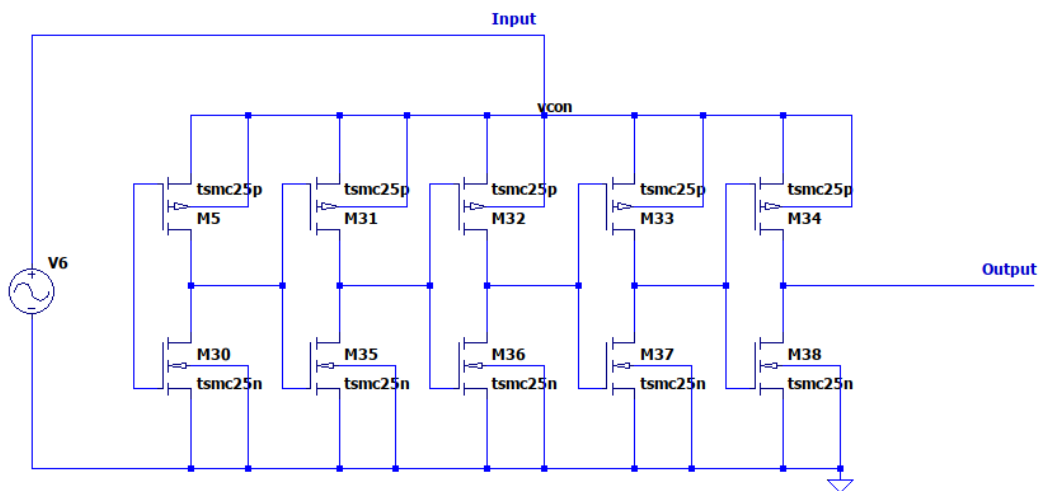 Input
vcon
tsmc25p tsmc25p tsmc25p tsmc25p tsmc25p
M5 M31 M32 M33 M34
V6
Output
M30 M35 M36 M37 M38
tsmc25n tsmc25n tsmc25n tsmc25n tsmc25n